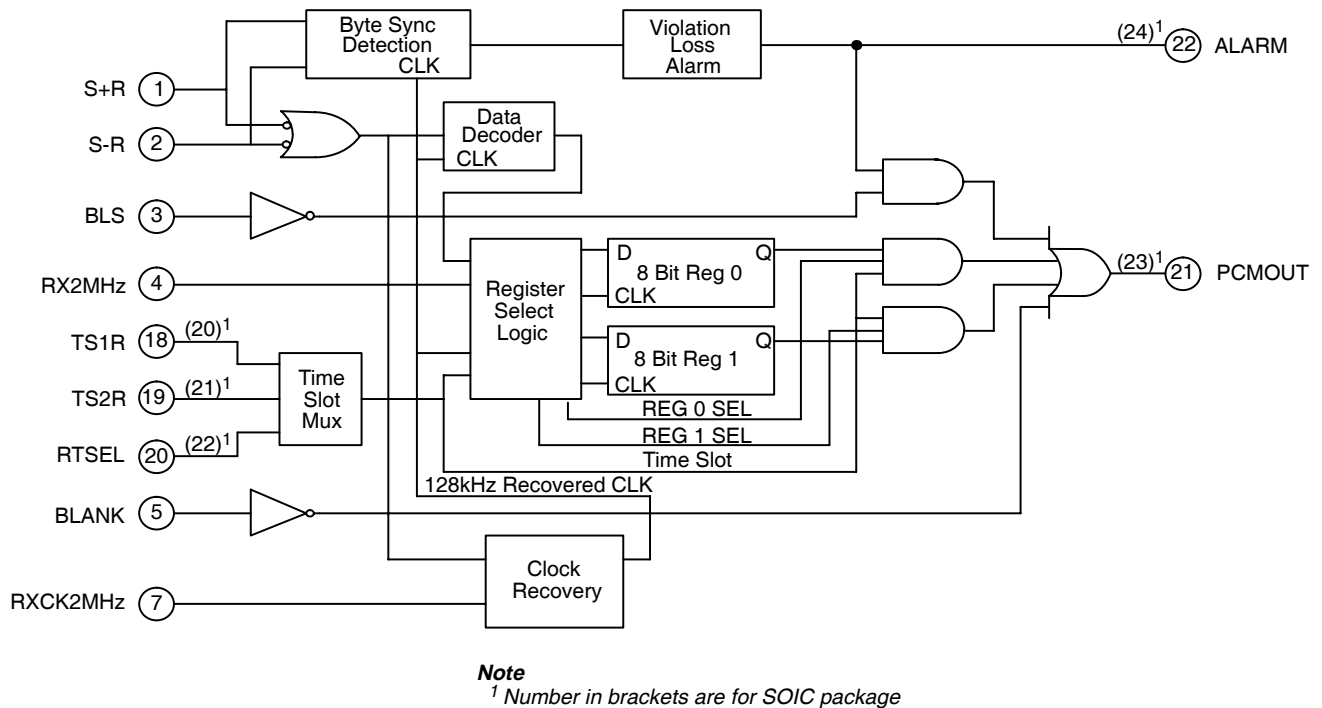 Byte Sync
Detection
CLK
Violation
Loss
Alarm
(24)1
22 ALARM
S+R 1
S-R 2
Data
Decoder
CLK
BLS 3
RX2MHz 4
Register
Select
Logic
D Q
8 Bit Reg 0
CLK
D Q
8 Bit Reg 1
CLK
(23)1
21 PCMOUT
TS1R 18 (20)1
TS2R 19 (21)1
RTSEL 20 (22)1
Time
Slot
Mux
REG 0 SEL
REG 1 SEL
Time Slot
128kHz Recovered CLK
BLANK 5
Clock
Recovery
RXCK2MHz 7
Note
1 Number in brackets are for SOIC package